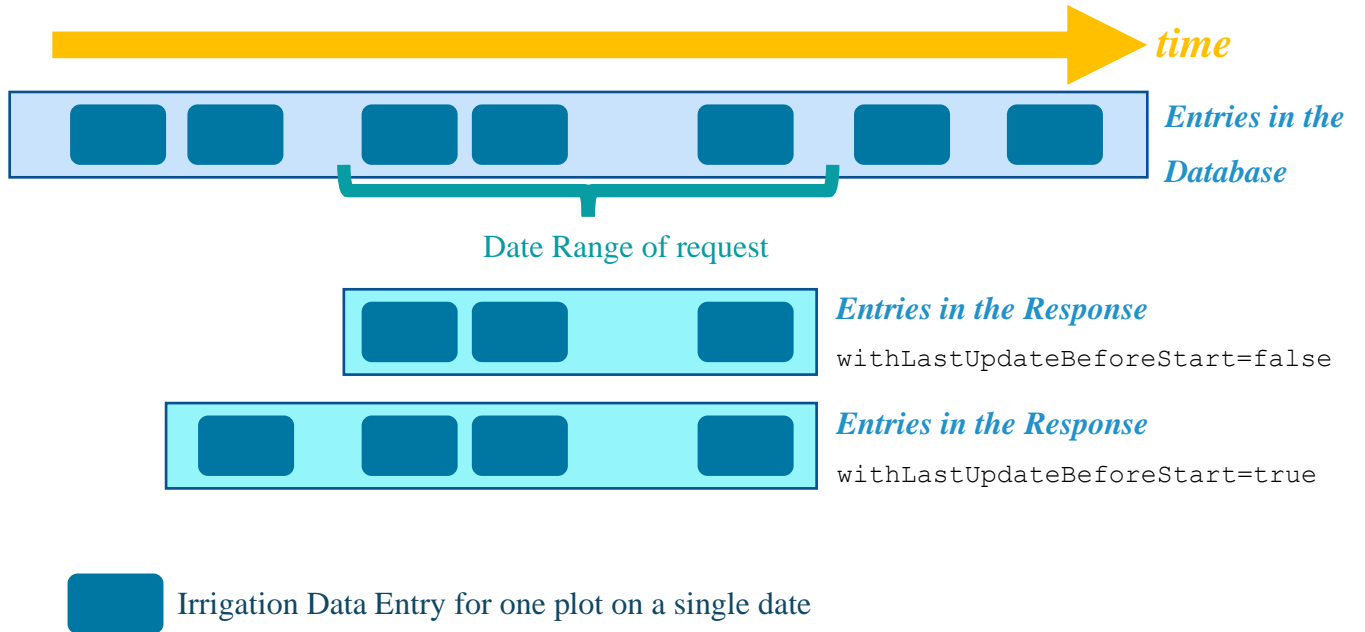 time
Entries in the
Database
Date Range of request
Entries in the Response
withLastUpdateBeforeStart=false
Entries in the Response
withLastUpdateBeforeStart=true
Irrigation Data Entry for one plot on a single date